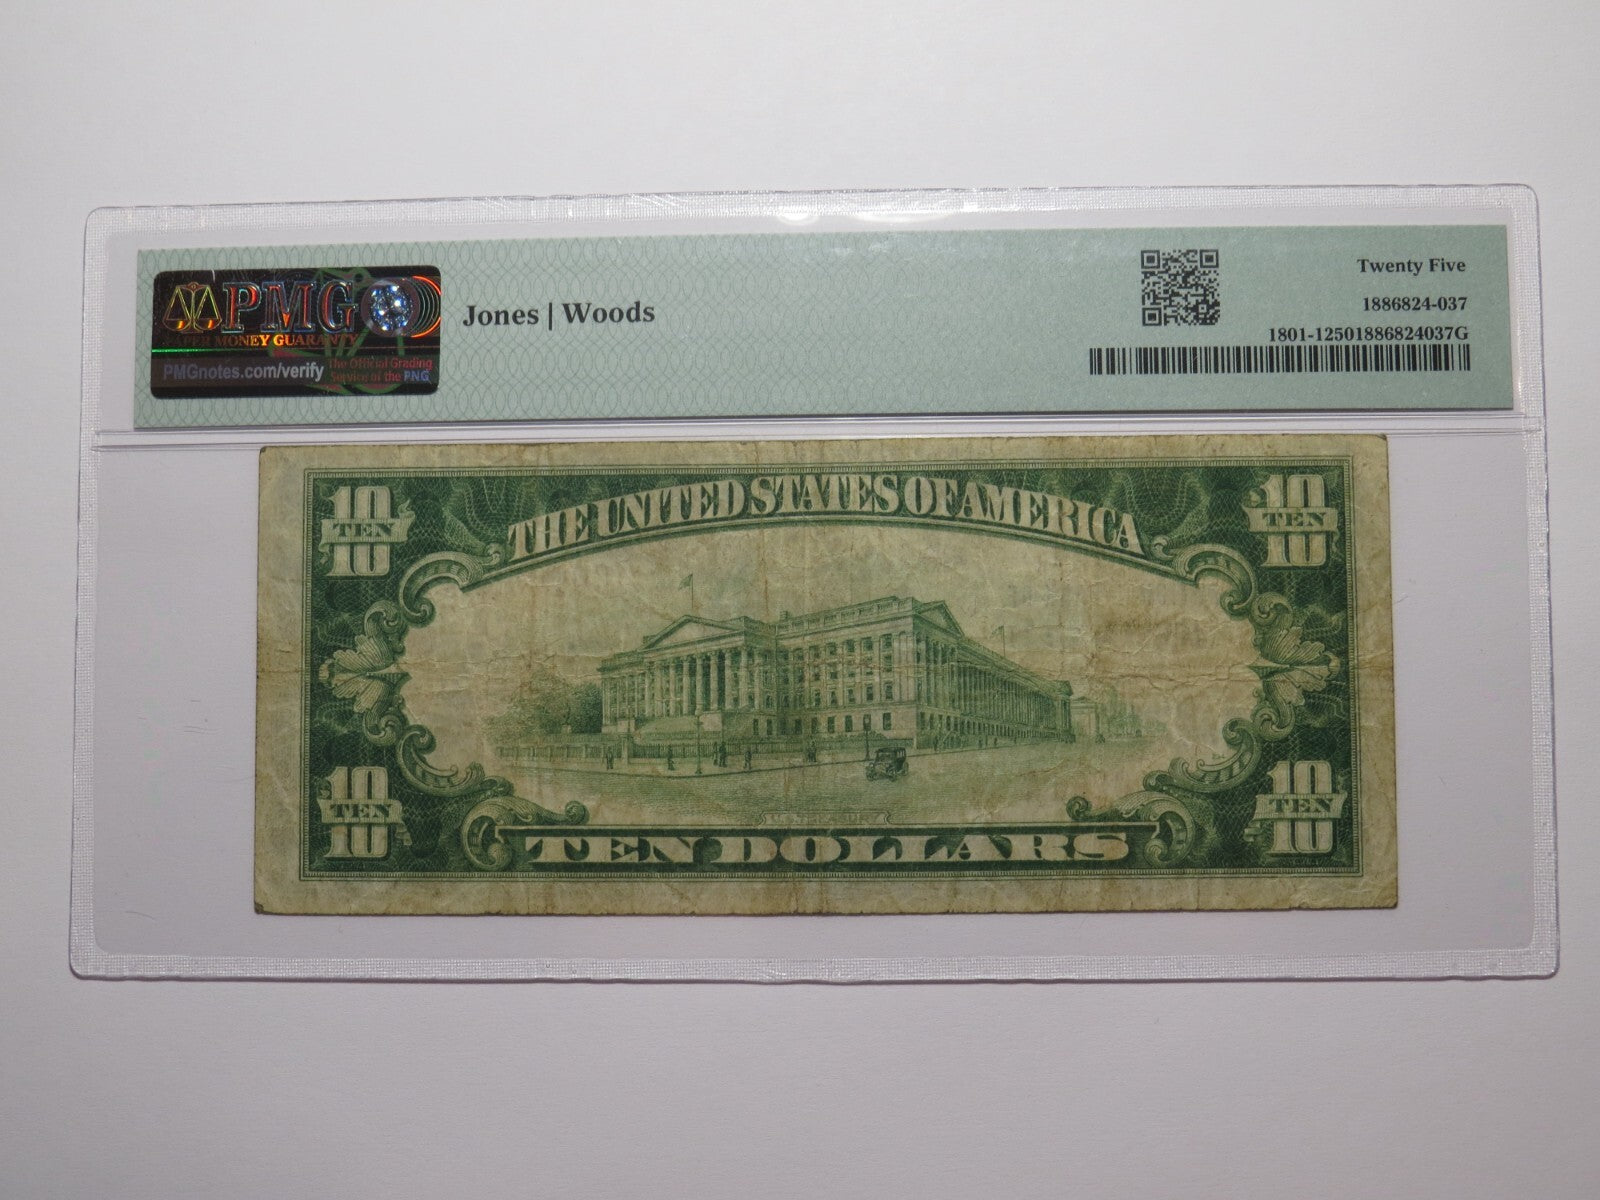 PMG
PAPER MONEY GUARANTY
PMGnotes.com/verify
The Official Grading
Service of the PNG
Jones | Woods
Twenty Five
1886824-037
1801-12501886824037G
10
TEN
10
THE UNITED STATES OF AMERICA
10
TEN
10
10
TEN
10
TEN DOLLARS
10
TEN
10